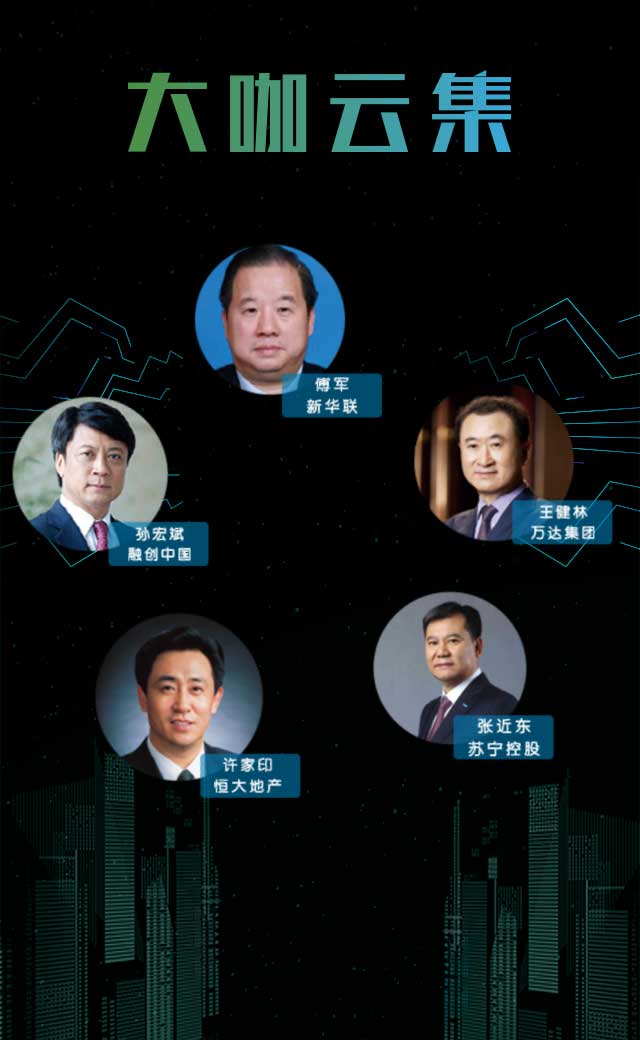 大咖云集
傅军
新华联
王健林
万达集团
孙宏斌
融创中国
张近东
苏宁控股
许家印
恒大地产